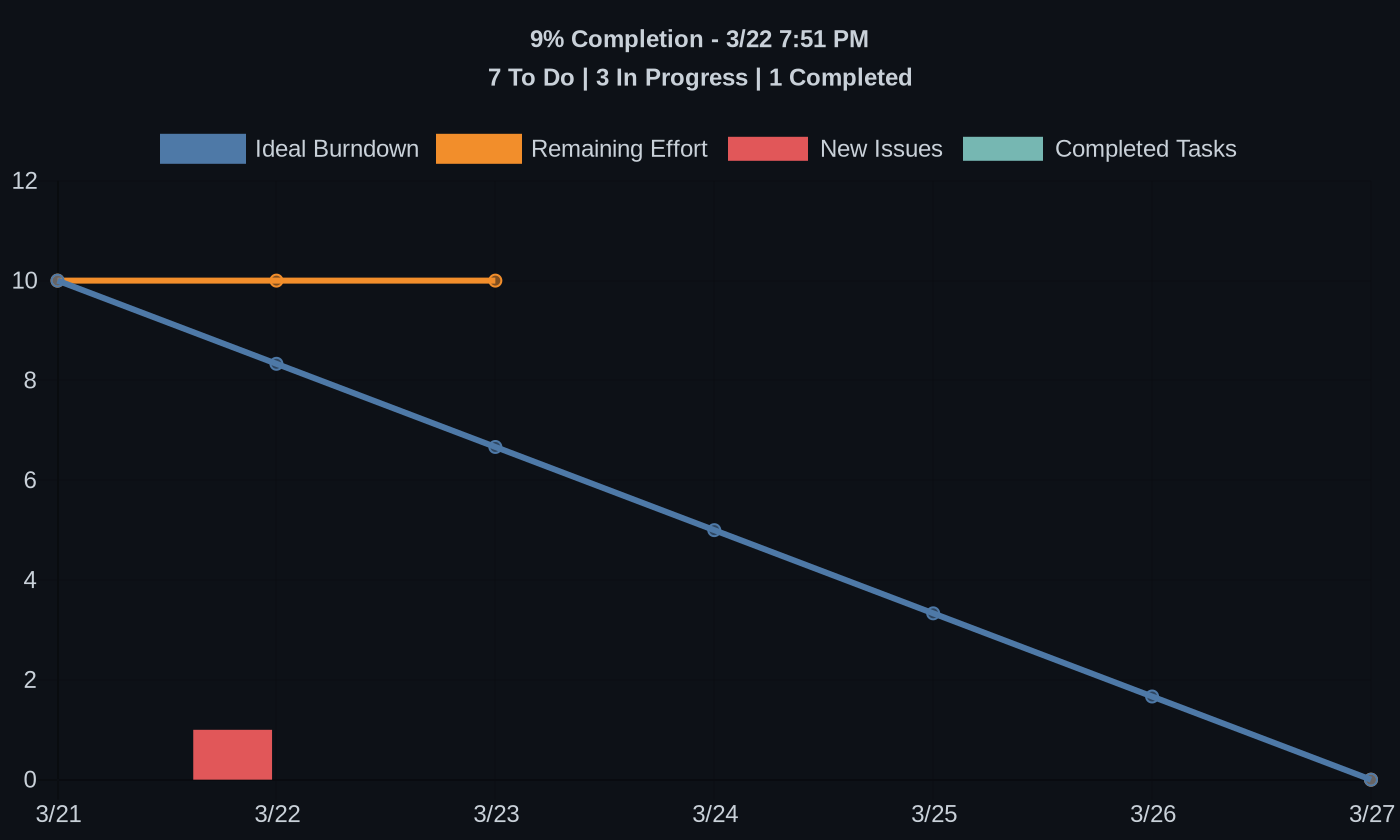 9% Completion - 3/22 7:51 PM
7 To Do | 3 In Progress | 1 Completed
Ideal Burndown Remaining Effort New Issues Completed Tasks
12
10
8
6
4
2
0
3/21 3/22 3/23 3/24 3/25 3/26 3/27